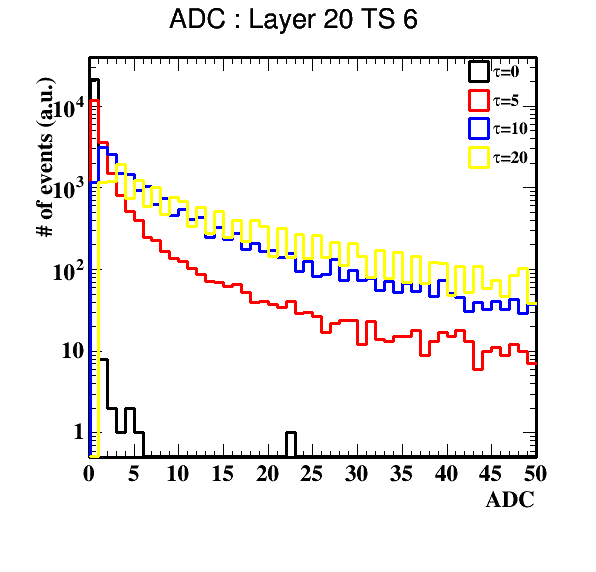 ADC : Layer 20 TS 6
# of events (a.u.)
τ=0
τ=5
τ=10
τ=20
10⁴
10³
10²
10
1
0 5 10 15 20 25 30 35 40 45 50
ADC